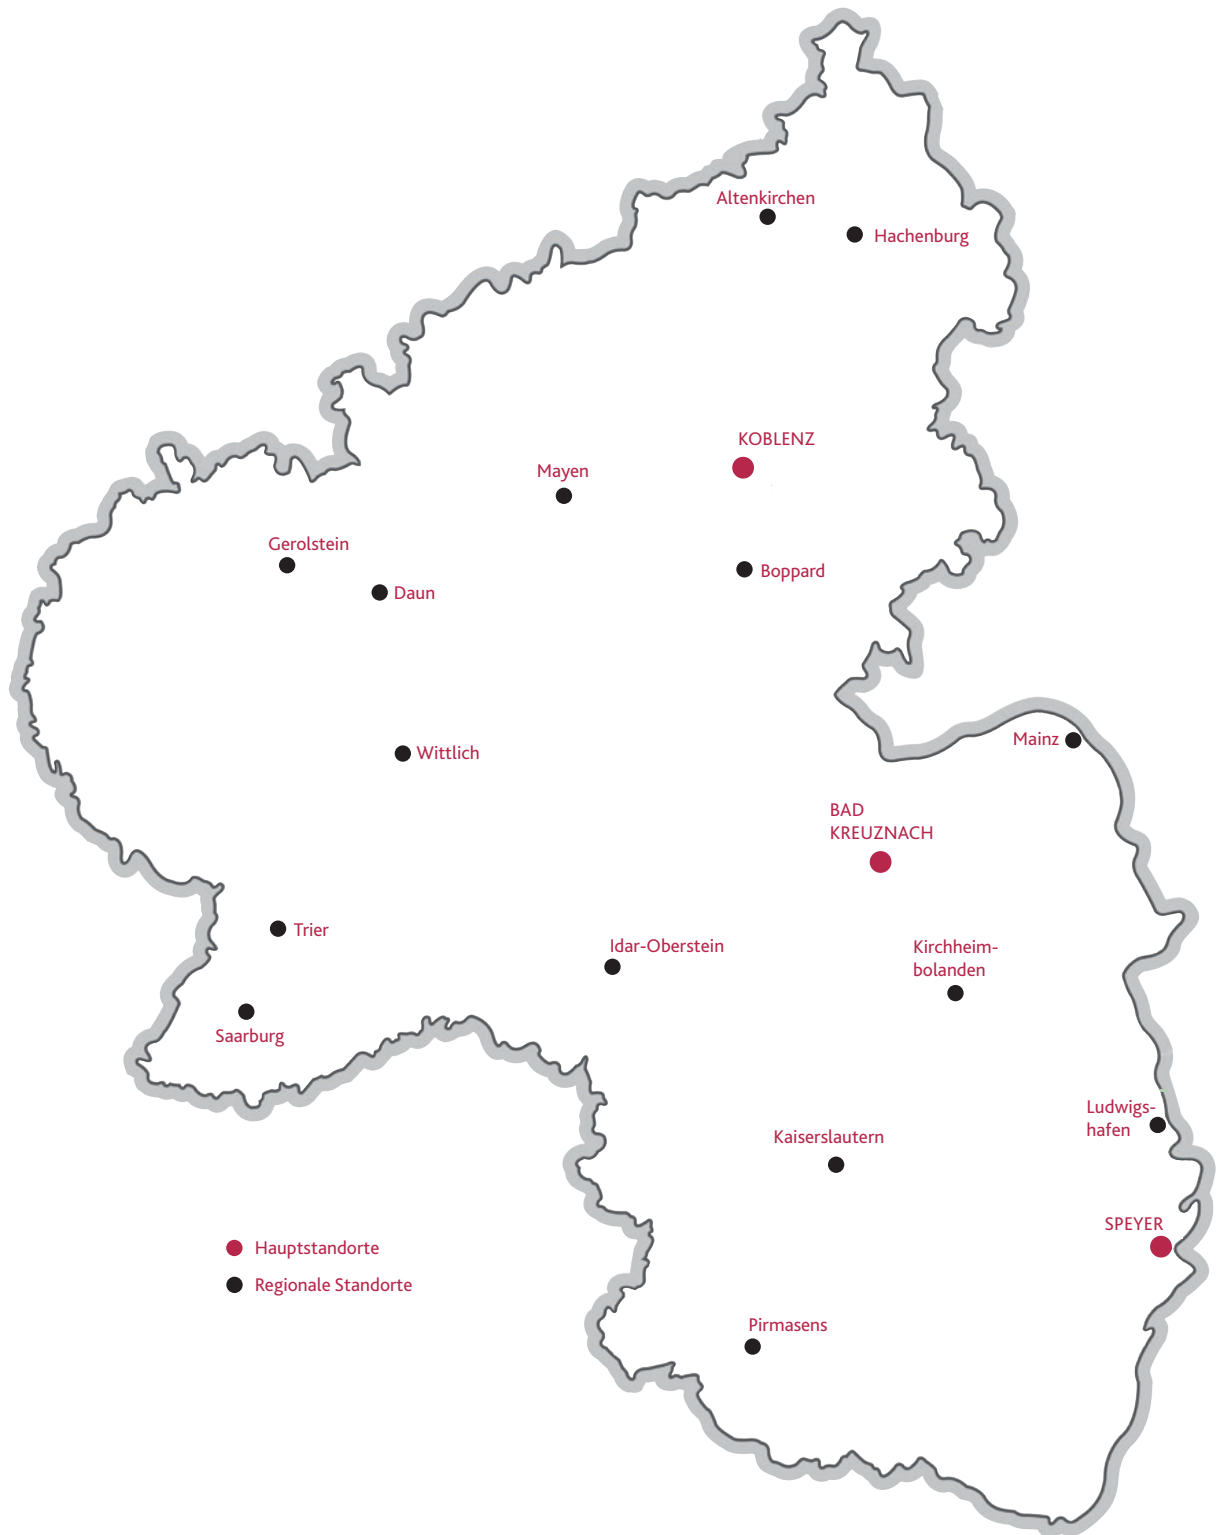 Altenkirchen
Hachenburg
KOBLENZ
Mayen
Gerolstein
Boppard
Daun
Mainz
Wittlich
BAD
KREUZNACH
Trier
Idar-Oberstein
Kirchheim-
bolanden
Saarburg
Ludwigs-
hafen
Kaiserslautern
SPEYER
Hauptstandorte
Regionale Standorte
Pirmasens